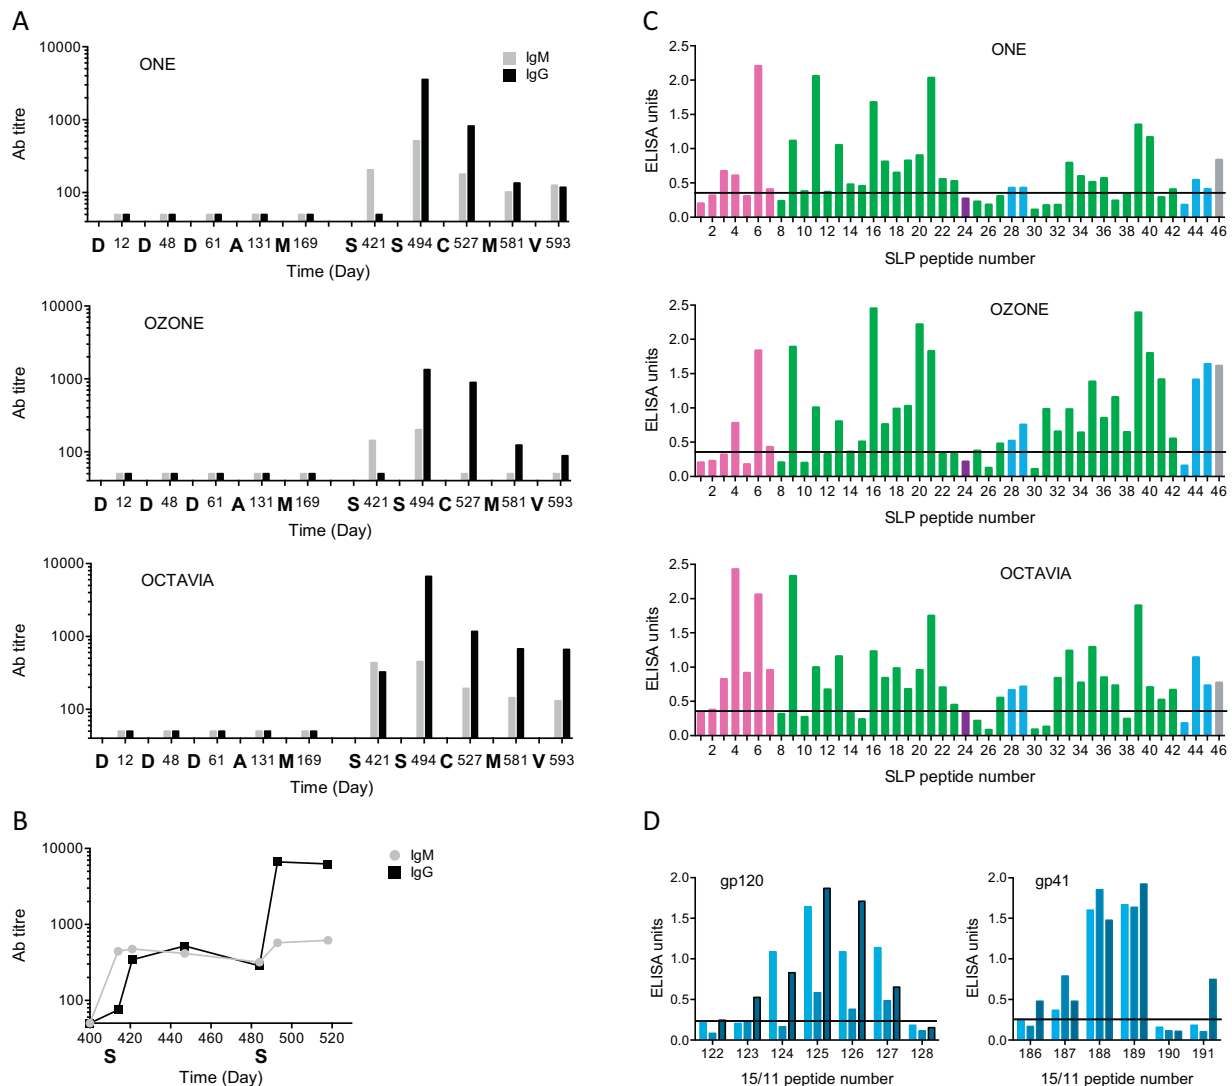 A
ONE
IgM
IgG
10000
1000
100
Ab titre
D 12 D 48 D 61 A 131 M 169 S 421 S 494 C 527 M 581 V 593
Time (Day)
OZONE
10000
1000
100
Ab titre
D 12 D 48 D 61 A 131 M 169 S 421 S 494 C 527 M 581 V 593
Time (Day)
OCTAVIA
10000
1000
100
Ab titre
D 12 D 48 D 61 A 131 M 169 S 421 S 494 C 527 M 581 V 593
Time (Day)
B
IgM
IgG
10000
1000
100
Ab titre
400 420 440 460 480 500 520
S S
Time (Day)
C
ONE
2.5
2.0
1.5
1.0
0.5
0.0
ELISA units
2 4 6 8 10 12 14 16 18 20 22 24 26 28 30 32 34 36 38 40 42 44 46
SLP peptide number
OZONE
2.5
2.0
1.5
1.0
0.5
0.0
ELISA units
2 4 6 8 10 12 14 16 18 20 22 24 26 28 30 32 34 36 38 40 42 44 46
SLP peptide number
OCTAVIA
2.5
2.0
1.5
1.0
0.5
0.0
ELISA units
2 4 6 8 10 12 14 16 18 20 22 24 26 28 30 32 34 36 38 40 42 44 46
SLP peptide number
D
gp120
2.0
1.5
1.0
0.5
0.0
ELISA units
122 123 124 125 126 127 128
15/11 peptide number
gp41
2.0
1.5
1.0
0.5
0.0
ELISA units
186 187 188 189 190 191
15/11 peptide number